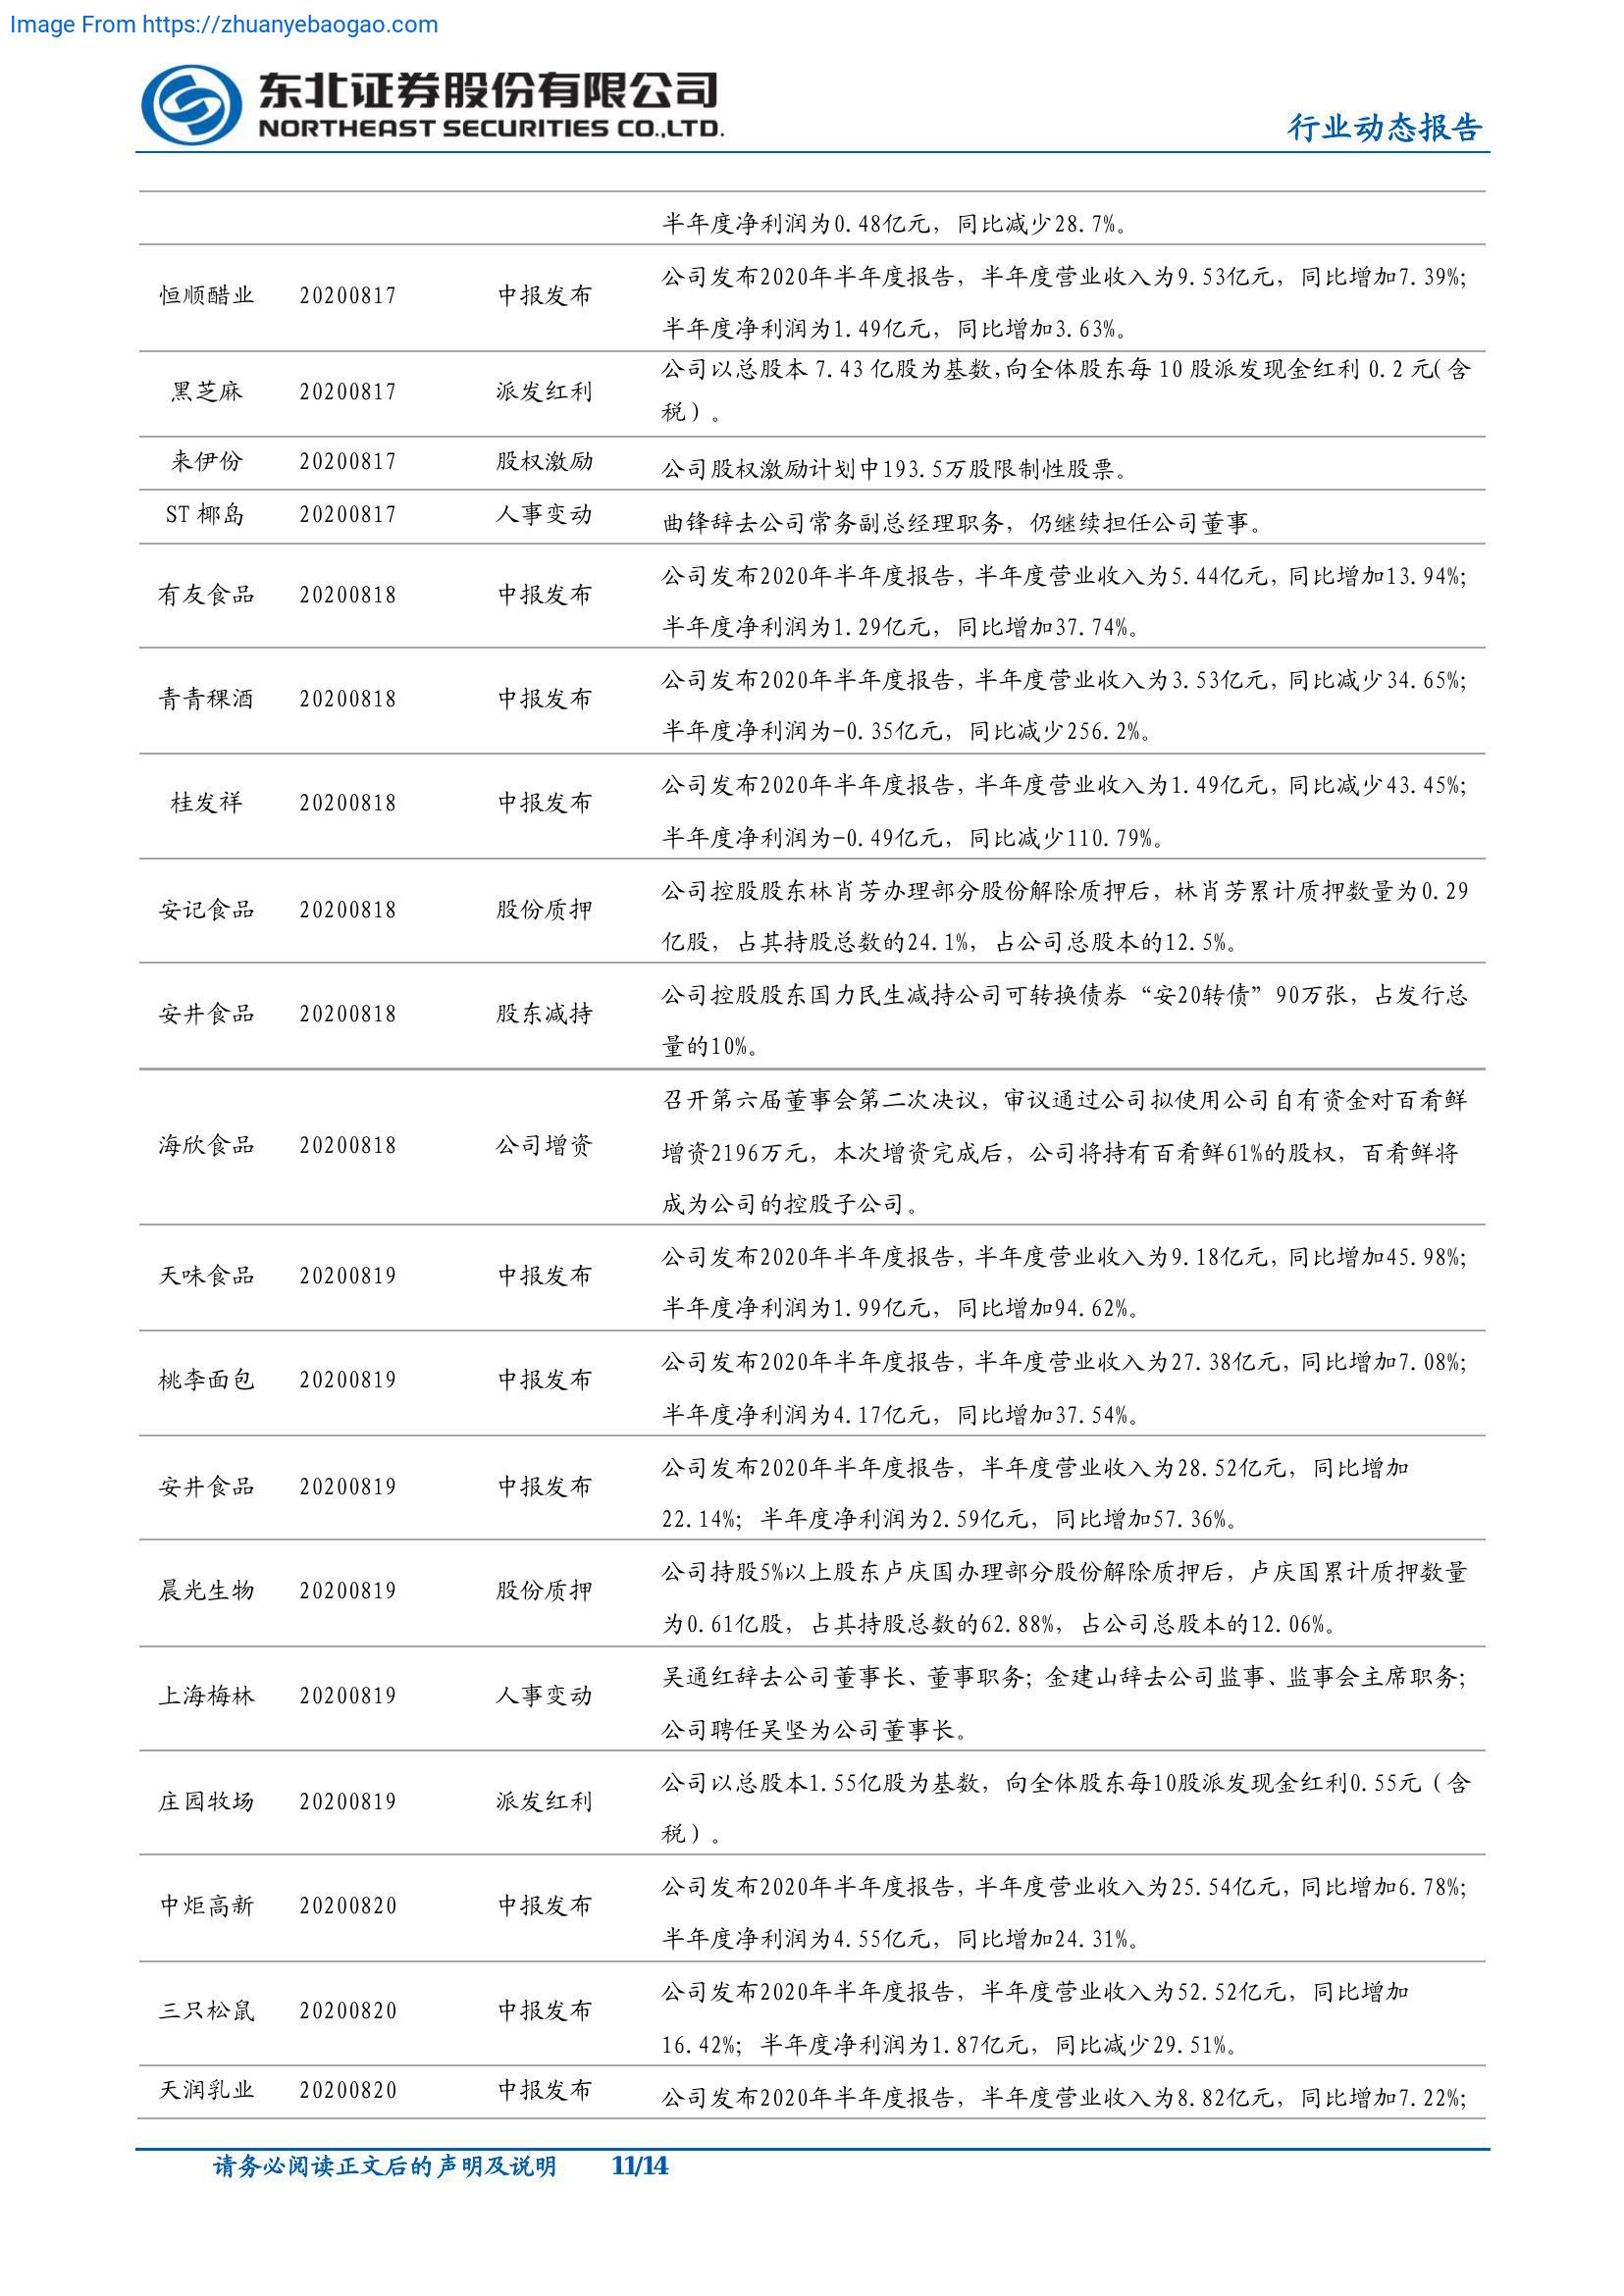 Image From https://zhuanyebaogao.com
东北证券股份有限公司
NORTHEAST SECURITIES CO.,LTD.
行业动态报告
半年度净利润为0.48亿元，同比减少28.7%。
恒顺醋业 20200817 中报发布 公司发布2020年半年度报告，半年度营业收入为9.53亿元，同比增加7.39%；
半年度净利润为1.49亿元，同比增加3.63%。
黑芝麻 20200817 派发红利 公司以总股本 7.43 亿股为基数,向全体股东每 10 股派发现金红利 0.2 元(含
税）。
来伊份 20200817 股权激励 公司股权激励计划中193.5万股限制性股票。
ST 椰岛 20200817 人事变动 曲锋辞去公司常务副总经理职务，仍继续担任公司董事。
有友食品 20200818 中报发布 公司发布2020年半年度报告，半年度营业收入为5.44亿元，同比增加13.94%；
半年度净利润为1.29亿元，同比增加37.74%。
青青稞酒 20200818 中报发布 公司发布2020年半年度报告，半年度营业收入为3.53亿元，同比减少34.65%；
半年度净利润为-0.35亿元，同比减少256.2%。
桂发祥 20200818 中报发布 公司发布2020年半年度报告，半年度营业收入为1.49亿元，同比减少43.45%；
半年度净利润为-0.49亿元，同比减少110.79%。
安记食品 20200818 股份质押 公司控股股东林肖芳办理部分股份解除质押后，林肖芳累计质押数量为0.29
亿股，占其持股总数的24.1%，占公司总股本的12.5%。
安井食品 20200818 股东减持 公司控股股东国力民生减持公司可转换债券“安20转债”90万张，占发行总
量的10%。
海欣食品 20200818 公司增资 召开第六届董事会第二次决议，审议通过公司拟使用公司自有资金对百肴鲜
增资2196万元，本次增资完成后，公司将持有百肴鲜61%的股权，百肴鲜将
成为公司的控股子公司。
天味食品 20200819 中报发布 公司发布2020年半年度报告，半年度营业收入为9.18亿元，同比增加45.98%；
半年度净利润为1.99亿元，同比增加94.62%。
桃李面包 20200819 中报发布 公司发布2020年半年度报告，半年度营业收入为27.38亿元，同比增加7.08%；
半年度净利润为4.17亿元，同比增加37.54%。
安井食品 20200819 中报发布 公司发布2020年半年度报告，半年度营业收入为28.52亿元，同比增加
22.14%；半年度净利润为2.59亿元，同比增加57.36%。
晨光生物 20200819 股份质押 公司持股5%以上股东卢庆国办理部分股份解除质押后，卢庆国累计质押数量
为0.61亿股，占其持股总数的62.88%，占公司总股本的12.06%。
上海梅林 20200819 人事变动 吴通红辞去公司董事长、董事职务；金建山辞去公司监事、监事会主席职务；
公司聘任吴坚为公司董事长。
庄园牧场 20200819 派发红利 公司以总股本1.55亿股为基数，向全体股东每10股派发现金红利0.55元（含
税）。
中炬高新 20200820 中报发布 公司发布2020年半年度报告，半年度营业收入为25.54亿元，同比增加6.78%；
半年度净利润为4.55亿元，同比增加24.31%。
三只松鼠 20200820 中报发布 公司发布2020年半年度报告，半年度营业收入为52.52亿元，同比增加
16.42%；半年度净利润为1.87亿元，同比减少29.51%。
天润乳业 20200820 中报发布 公司发布2020年半年度报告，半年度营业收入为8.82亿元，同比增加7.22%；
请务必阅读正文后的声明及说明 11/14